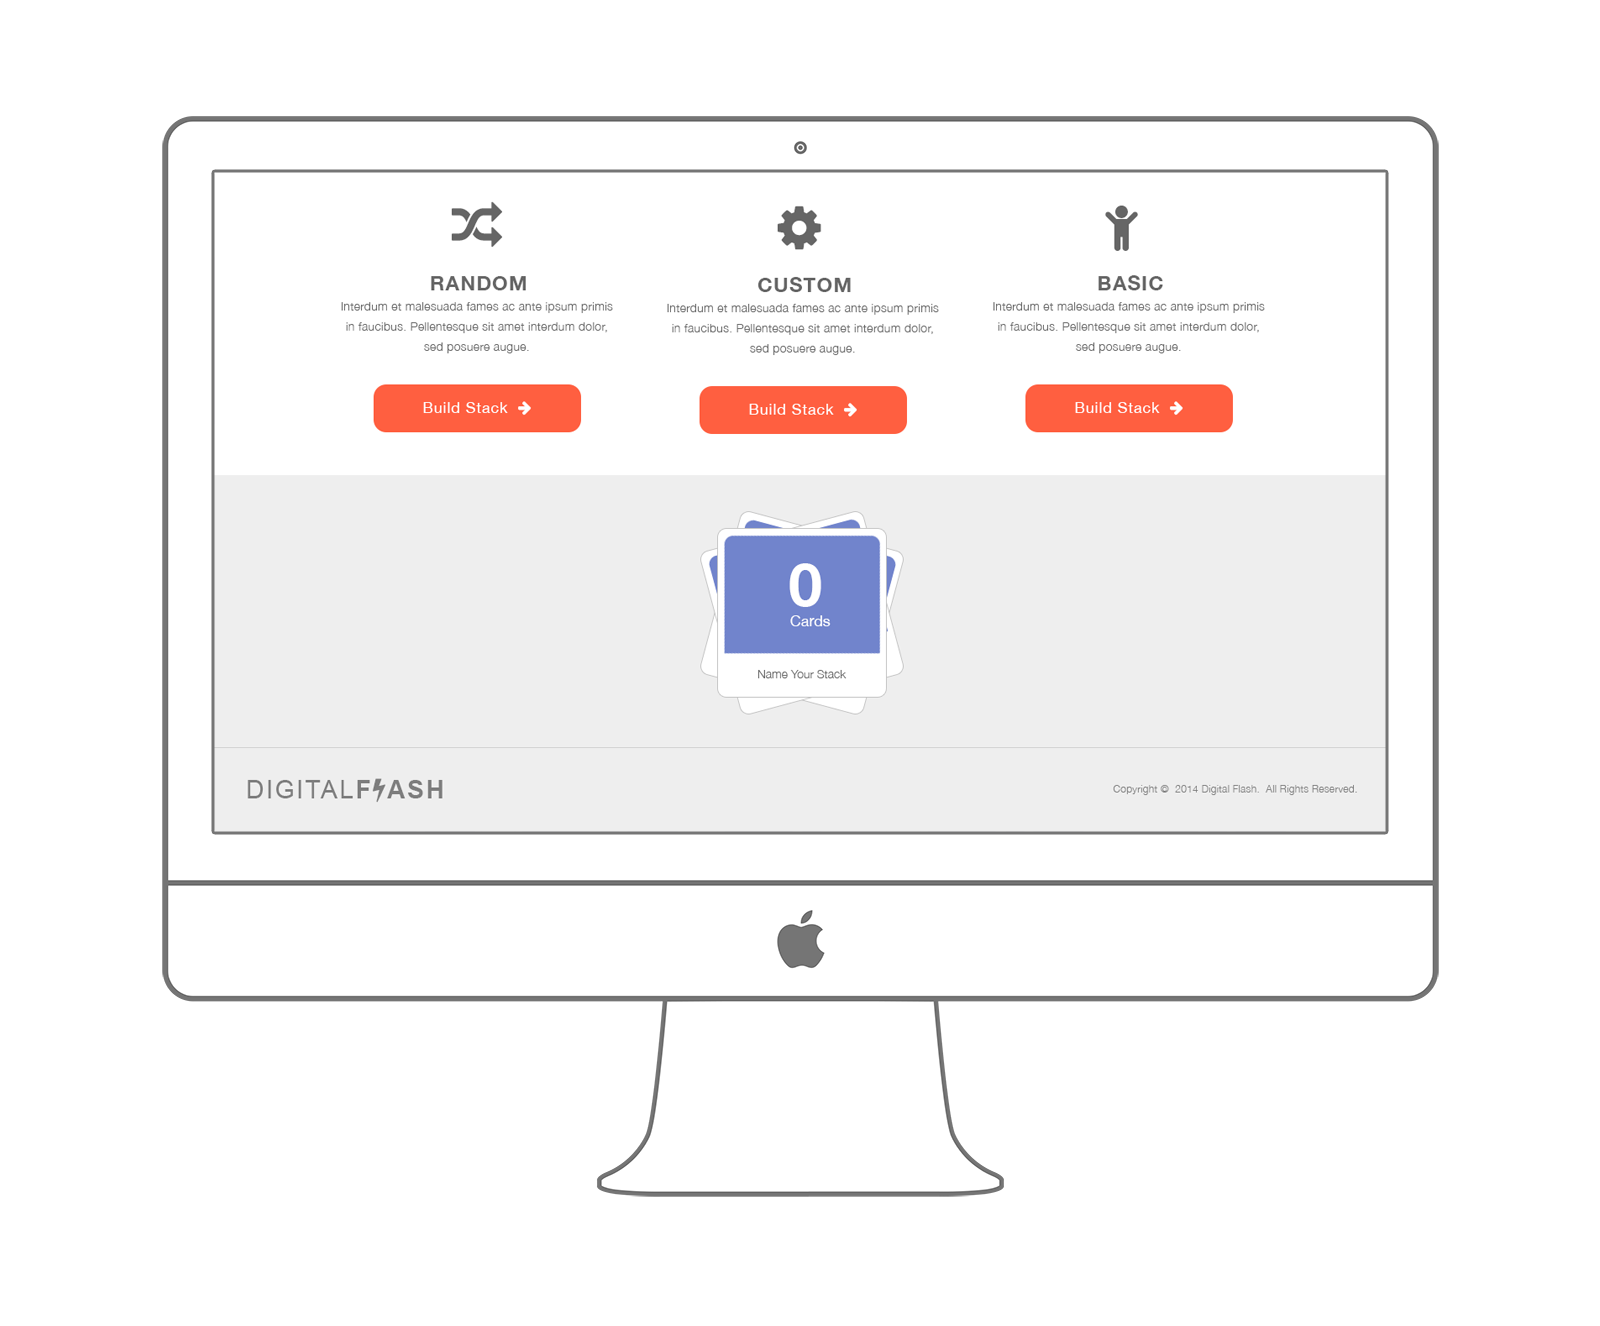 RANDOM
Interdum et malesuada fames ac ante ipsum primis
in faucibus. Pellentesque sit amet interdum dolor,
sed posuere augue.
Build Stack
CUSTOM
Interdum et malesuada fames ac ante ipsum primis
in faucibus. Pellentesque sit amet interdum dolor,
sed posuere augue.
Build Stack
BASIC
Interdum et malesuada fames ac ante ipsum primis
in faucibus. Pellentesque sit amet interdum dolor,
sed posuere augue.
Build Stack
0
Cards
Name Your Stack
DIGITALFLASH
Copyright © 2014 Digital Flash. All Rights Reserved.